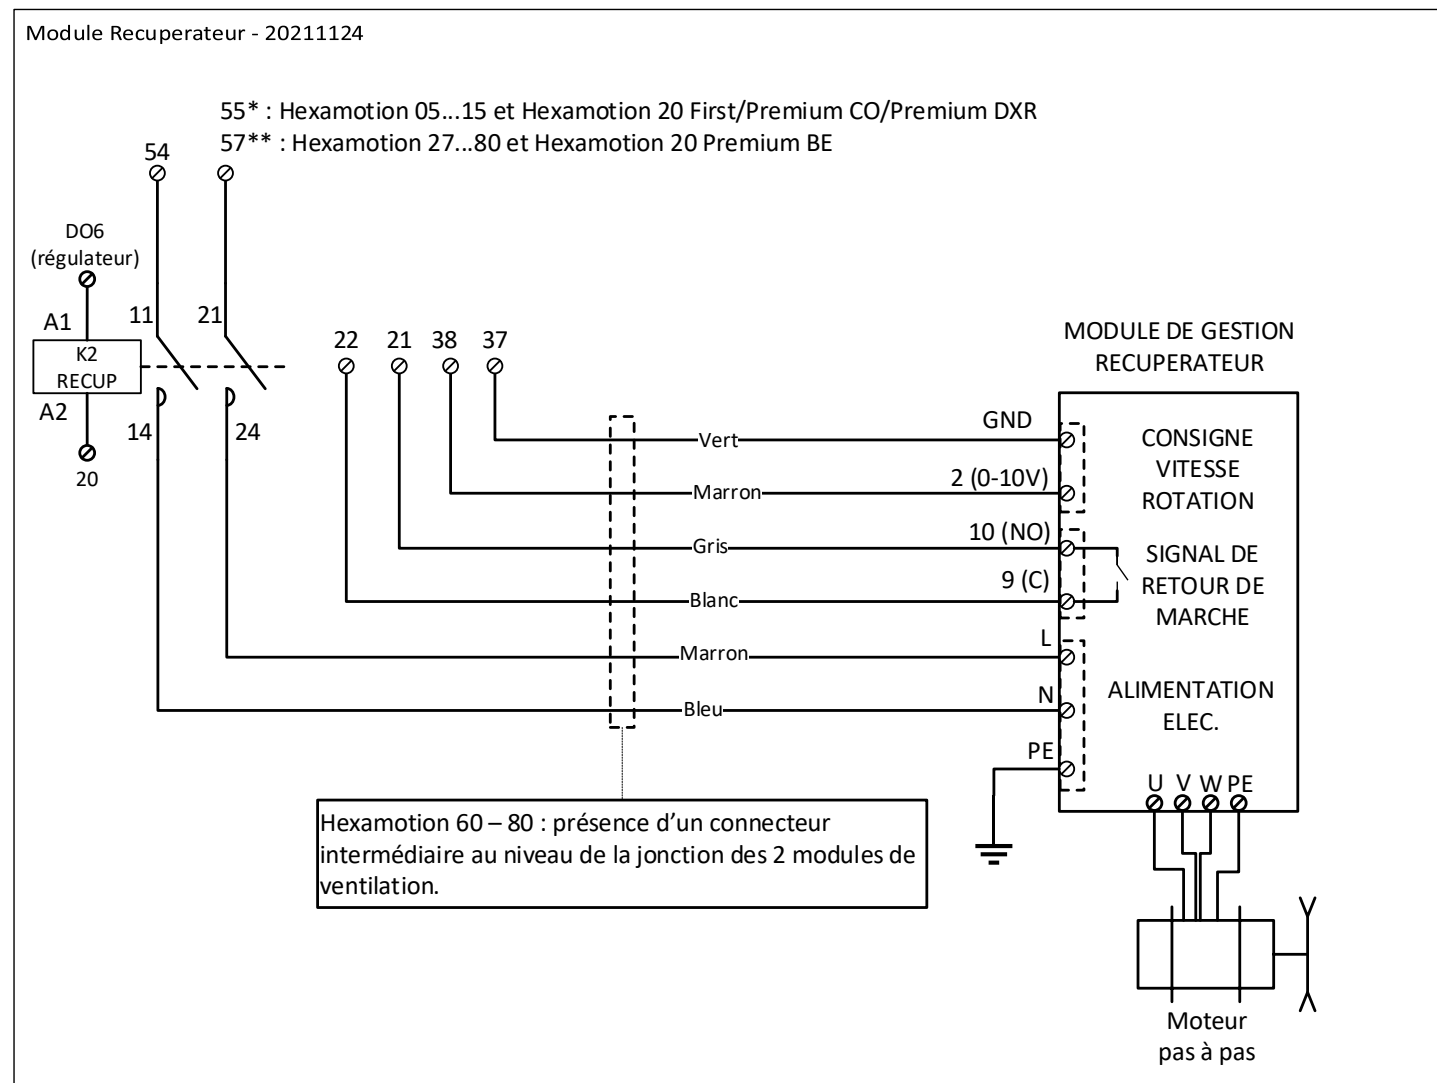 Module Recuperateur - 20211124
55* : Hexamotion 05...15 et Hexamotion 20 First/Premium CO/Premium DXR
57** : Hexamotion 27...80 et Hexamotion 20 Premium BE
54
DO6
(régulateur)
A1
11
21
K2
RECUP
A2
14
24
20
22
21
38
37
MODULE DE GESTION
RECUPERATEUR
Vert
GND
Marron
2 (0-10V)
CONSIGNE
VITESSE
ROTATION
Gris
10 (NO)
Blanc
9 (C)
SIGNAL DE
RETOUR DE
MARCHE
Marron
L
Bleu
N
PE
ALIMENTATION
ELEC.
U V W PE
Hexamotion 60 – 80 : présence d’un connecteur
intermédiaire au niveau de la jonction des 2 modules de
ventilation.
Moteur
pas à pas